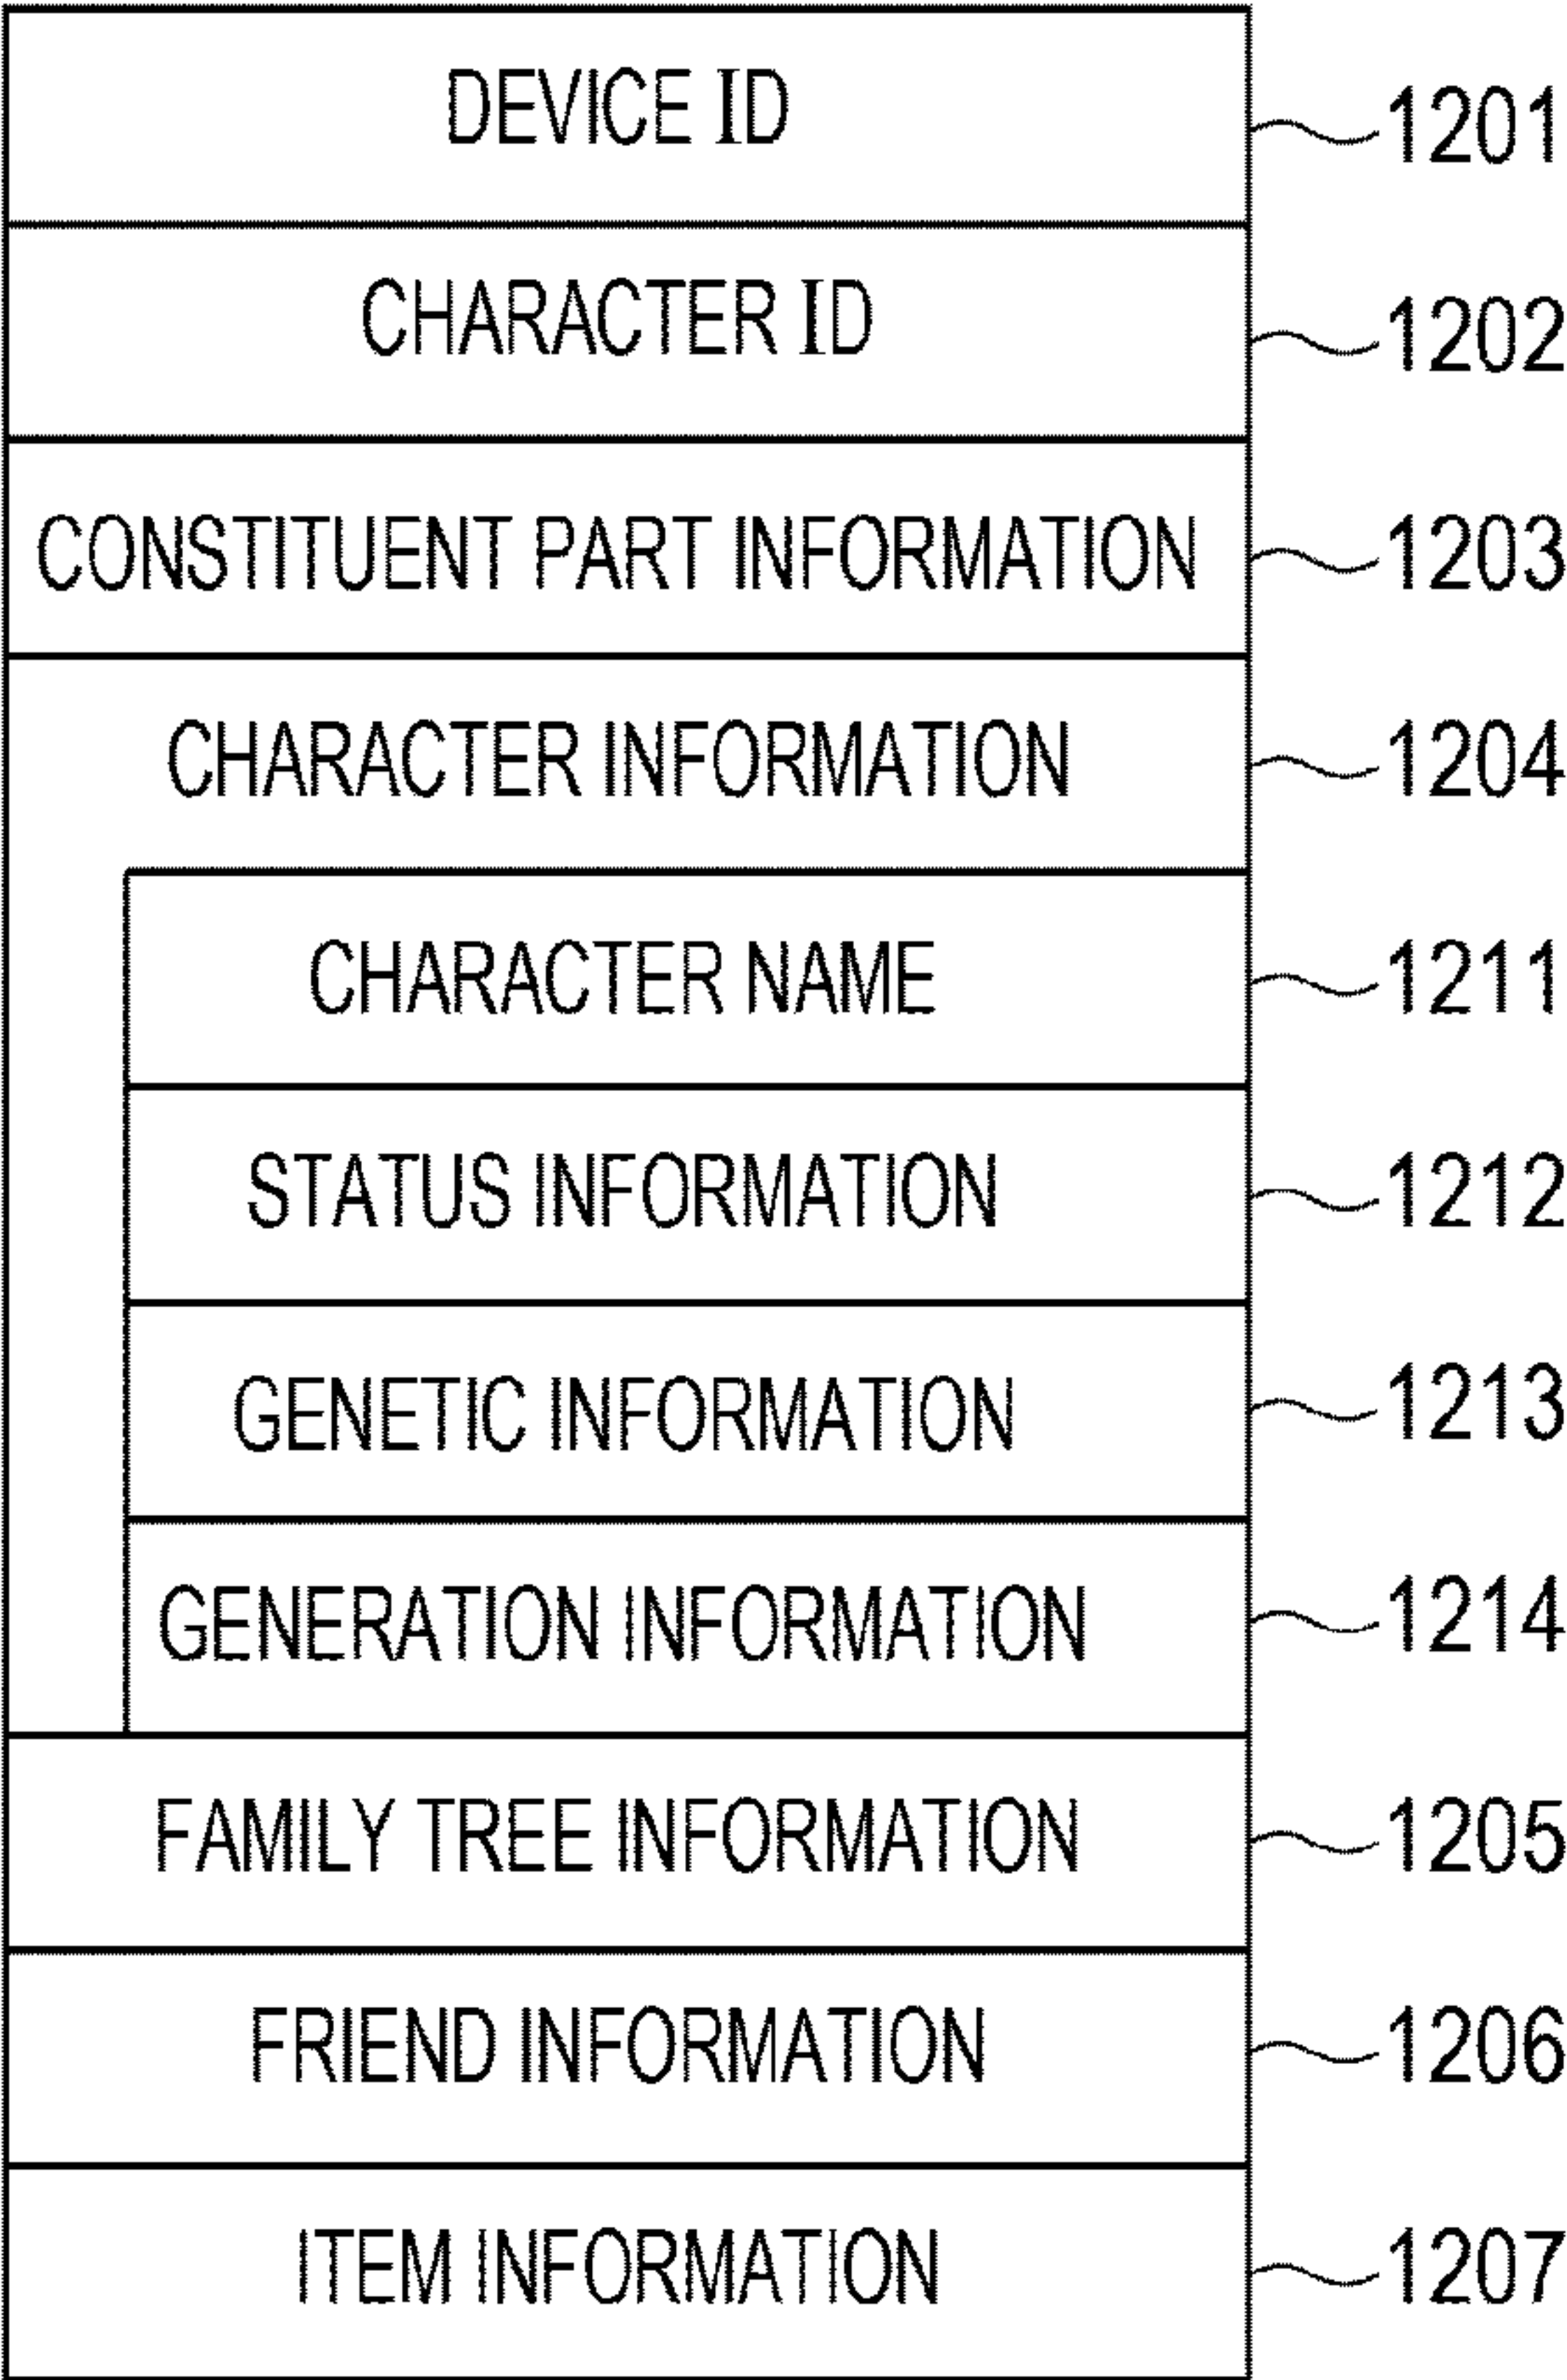 DEVICE ID 1201
CHARACTER ID 1202
CONSTITUENT PART INFORMATION 1203
CHARACTER INFORMATION 1204
CHARACTER NAME 1211
STATUS INFORMATION 1212
GENETIC INFORMATION 1213
GENERATION INFORMATION 1214
FAMILY TREE INFORMATION 1205
FRIEND INFORMATION 1206
ITEM INFORMATION 1207